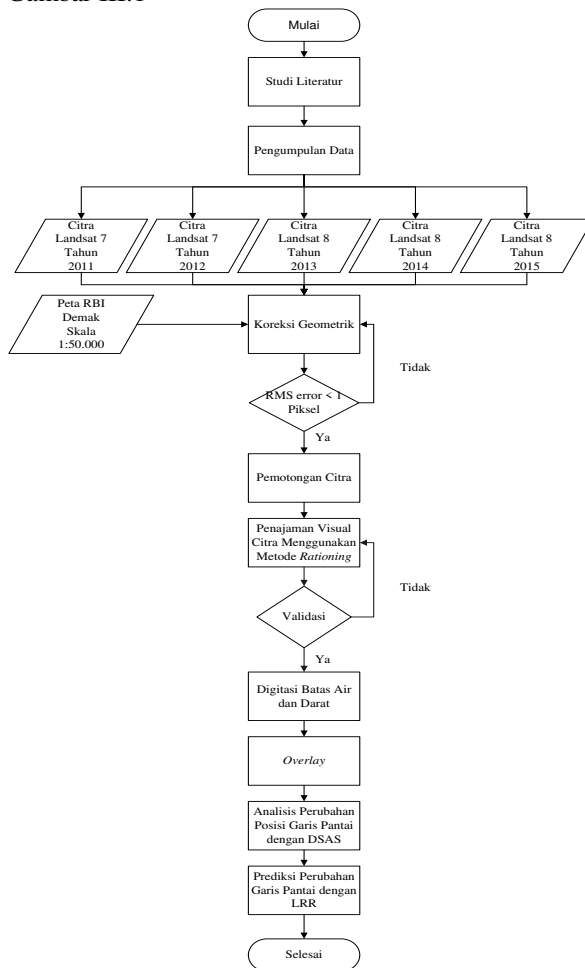 Gambar III.1
Mulai
Studi Literatur
Pengumpulan Data
Citra
Landsat 7
Tahun
2011
Citra
Landsat 7
Tahun
2012
Citra
Landsat 8
Tahun
2013
Citra
Landsat 8
Tahun
2014
Citra
Landsat 8
Tahun
2015
Peta RBI
Demak
Skala
1:50.000
Koreksi Geometrik
Tidak
RMS error < 1
Piksel
Ya
Pemotongan Citra
Penajaman Visual
Citra Menggunakan
Metode Rationing
Tidak
Validasi
Ya
Digitasi Batas Air
dan Darat
Overlay
Analisis Perubahan
Posisi Garis Pantai
dengan DSAS
Prediksi Perubahan
Garis Pantai dengan
LRR
Selesai